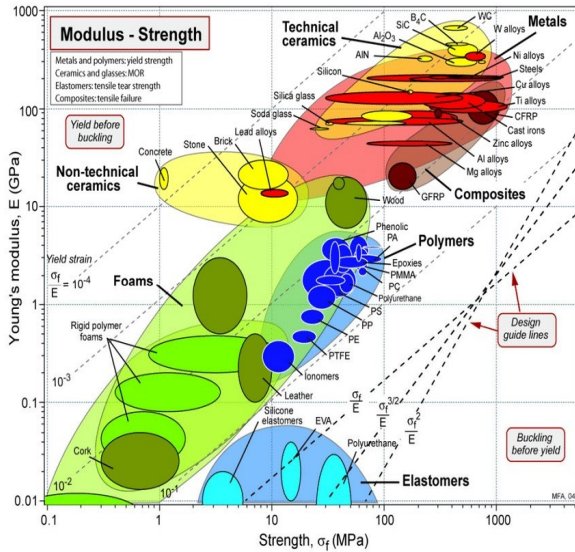 Modulus - Strength
Metals and polymers: yield strength
Ceramics and glasses: MOR
Elastomers: tensile tear strength
Composites: tensile failure
Technical
ceramics
B4C
SiC
Al2O3
AlN
WC
W alloys
Metals
Ni alloys
Steels
Cu alloys
Ti alloys
CFRP
Cast irons
Zinc alloys
Al alloys
Mg alloys
Silicon
Silica glass
Soda glass
Yield before
buckling
Brick
Lead alloys
Stone
Concrete
Non-technical
ceramics
Composites
GFRP
Wood
Phenolic
PA
Polymers
Epoxies
PMMA
PC
Polyurethane
PS
PP
PE
PTFE
Ionomers
Leather
Foams
Rigid polymer
foams
Cork
Yield strain
σf/E = 10-4
10-3
10-2
10-1
Silicone
elastomers
EVA
Polyurethane
Elastomers
σf/E
σf3/2/E
σf2/E
Design
guide lines
Buckling
before yield
MFA, 04
Young's modulus, E (GPa)
1000
100
10
1
0.1
0.01
0.1
1
10
100
1000
Strength, σf (MPa)